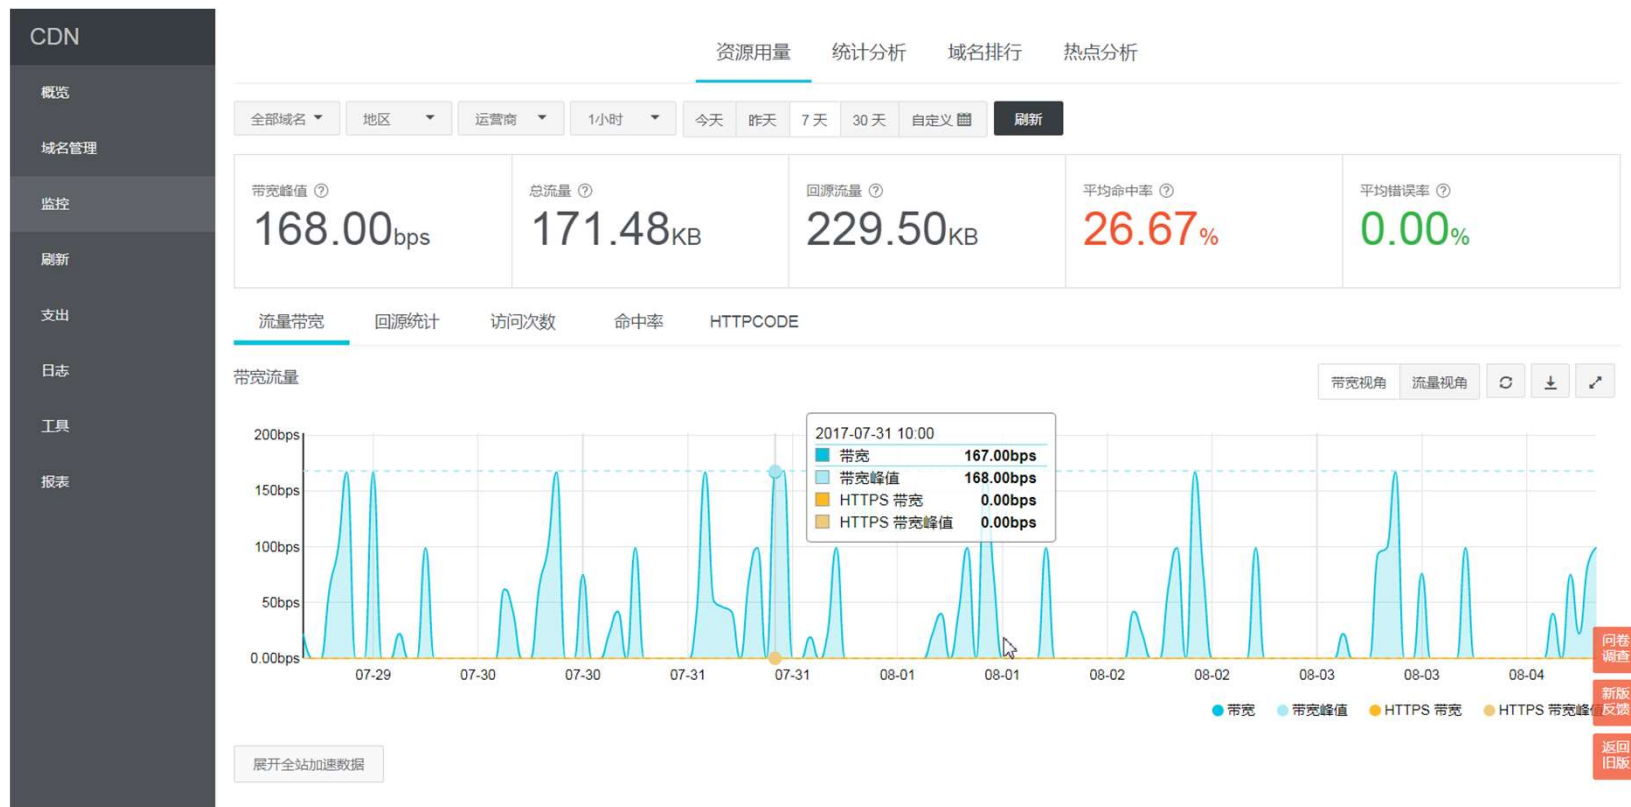 CDN
概览
域名管理
监控
刷新
支出
日志
工具
报表
资源用量 统计分析 域名排行 热点分析
全部域名 地区 运营商 1小时 今天 昨天 7 天 30 天 自定义 刷新
带宽峰值 ? 总流量 ? 回源流量 ? 平均命中率 ? 平均错误率 ?
168.00bps 171.48KB 229.50KB 26.67% 0.00%
流量带宽 回源统计 访问次数 命中率 HTTPCODE
带宽流量 带宽视角 流量视角
200bps
150bps
100bps
50bps
0.00bps
2017-07-31 10:00
带宽 167.00bps
带宽峰值 168.00bps
HTTPS 带宽 0.00bps
HTTPS 带宽峰值 0.00bps
07-29 07-30 07-30 07-31 07-31 08-01 08-01 08-02 08-02 08-03 08-03 08-04
带宽 带宽峰值 HTTPS 带宽 HTTPS 带宽峰值
问卷
调查
新版
反馈
返回
旧版
展开全站加速数据